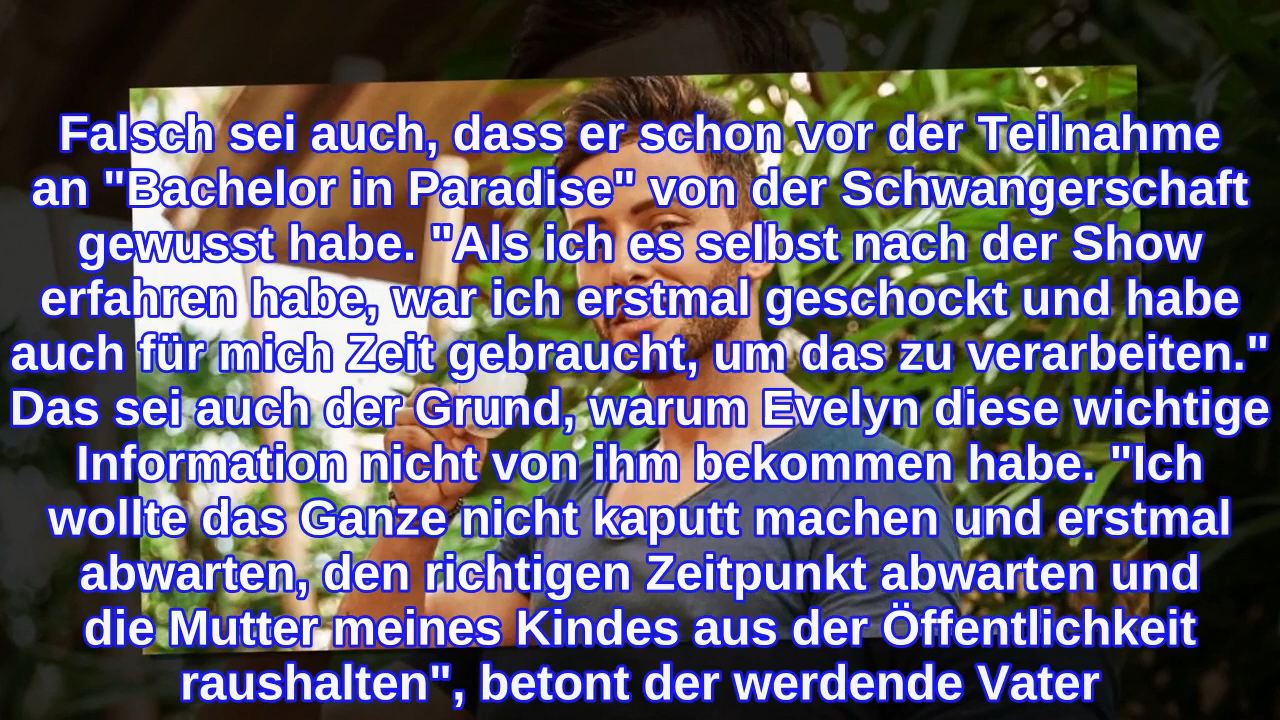 Falsch sei auch, dass er schon vor der Teilnahme
an "Bachelor in Paradise" von der Schwangerschaft
gewusst habe. "Als ich es selbst nach der Show
erfahren habe, war ich erstmal geschockt und habe
auch für mich Zeit gebraucht, um das zu verarbeiten."
Das sei auch der Grund, warum Evelyn diese wichtige
Information nicht von ihm bekommen habe. "Ich
wollte das Ganze nicht kaputt machen und erstmal
abwarten, den richtigen Zeitpunkt abwarten und
die Mutter meines Kindes aus der Öffentlichkeit
raushalten", betont der werdende Vater